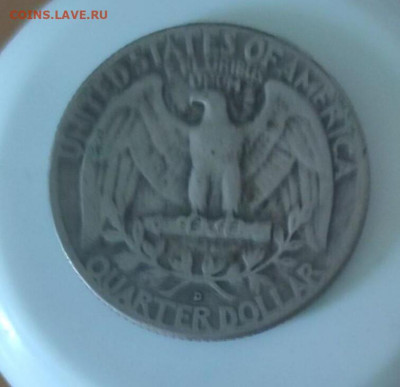 COINS.LAVE.RU
UNITED STATES OF AMERICA
E PLURIBUS
UNUM
D
QUARTER DOLLAR